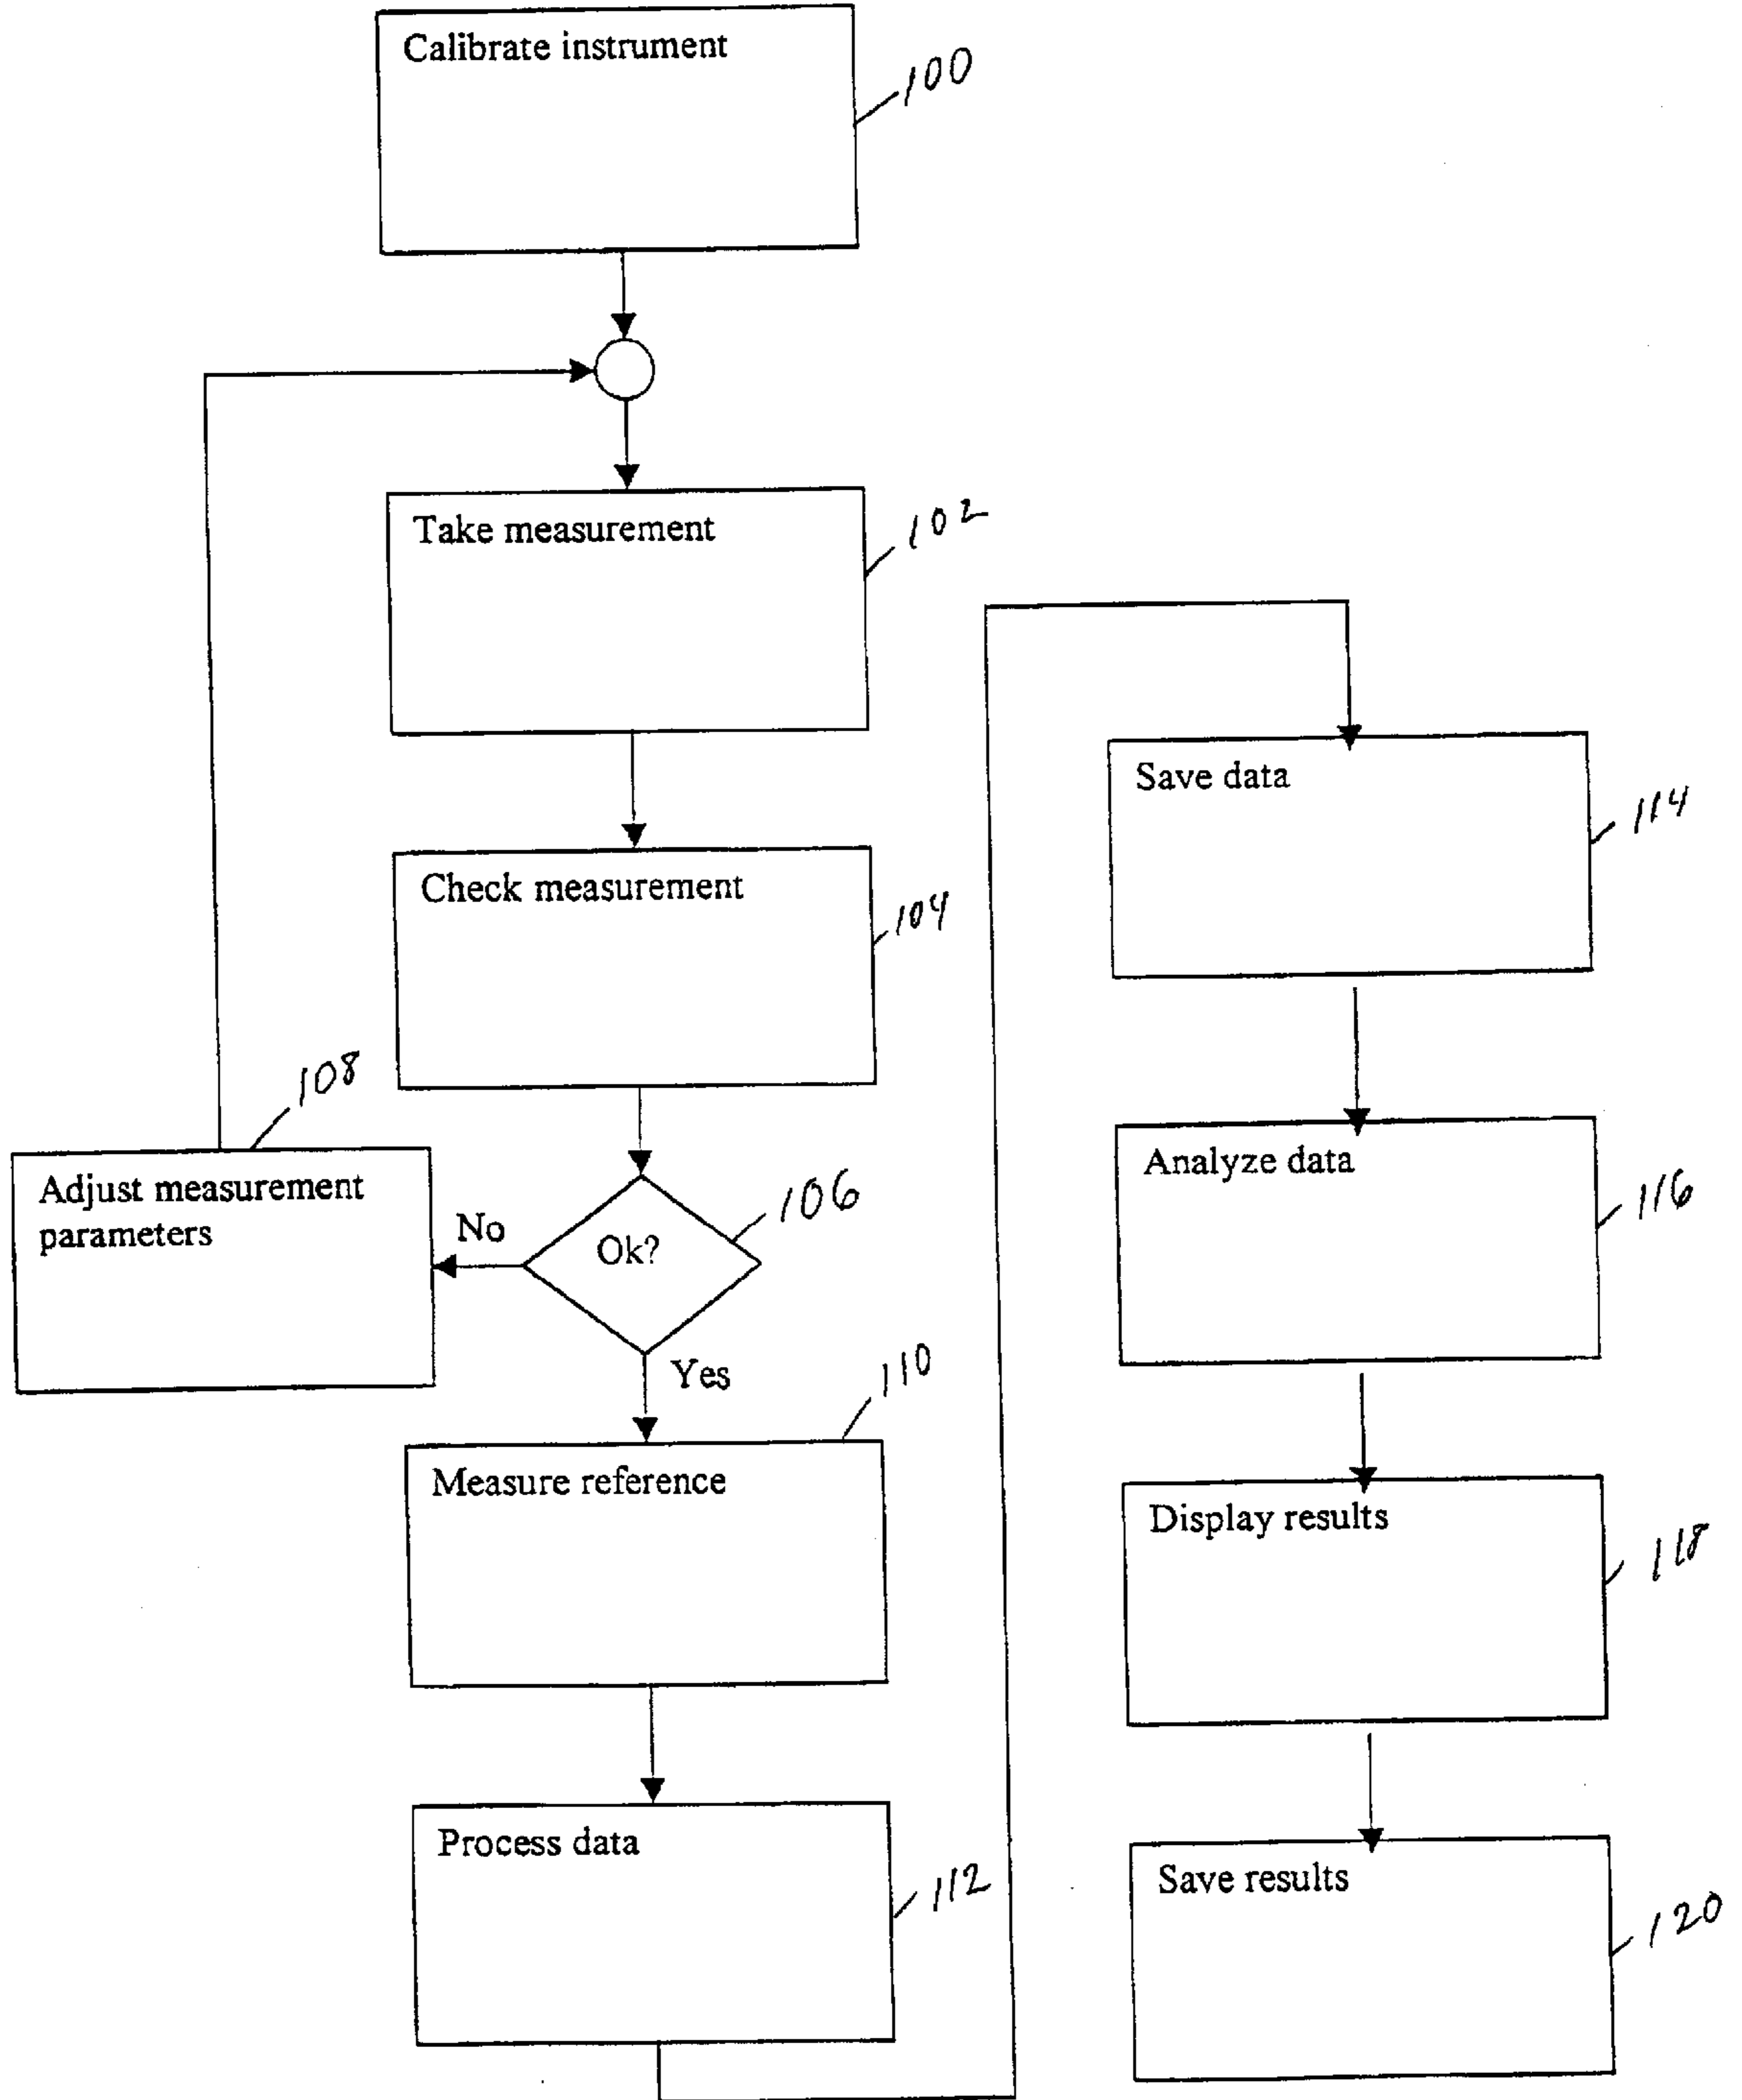 Calibrate instrument
100
Take measurement
102
Check measurement
104
Ok?
106
No
Adjust measurement
parameters
108
Yes
Measure reference
110
Process data
112
Save data
114
Analyze data
116
Display results
118
Save results
120